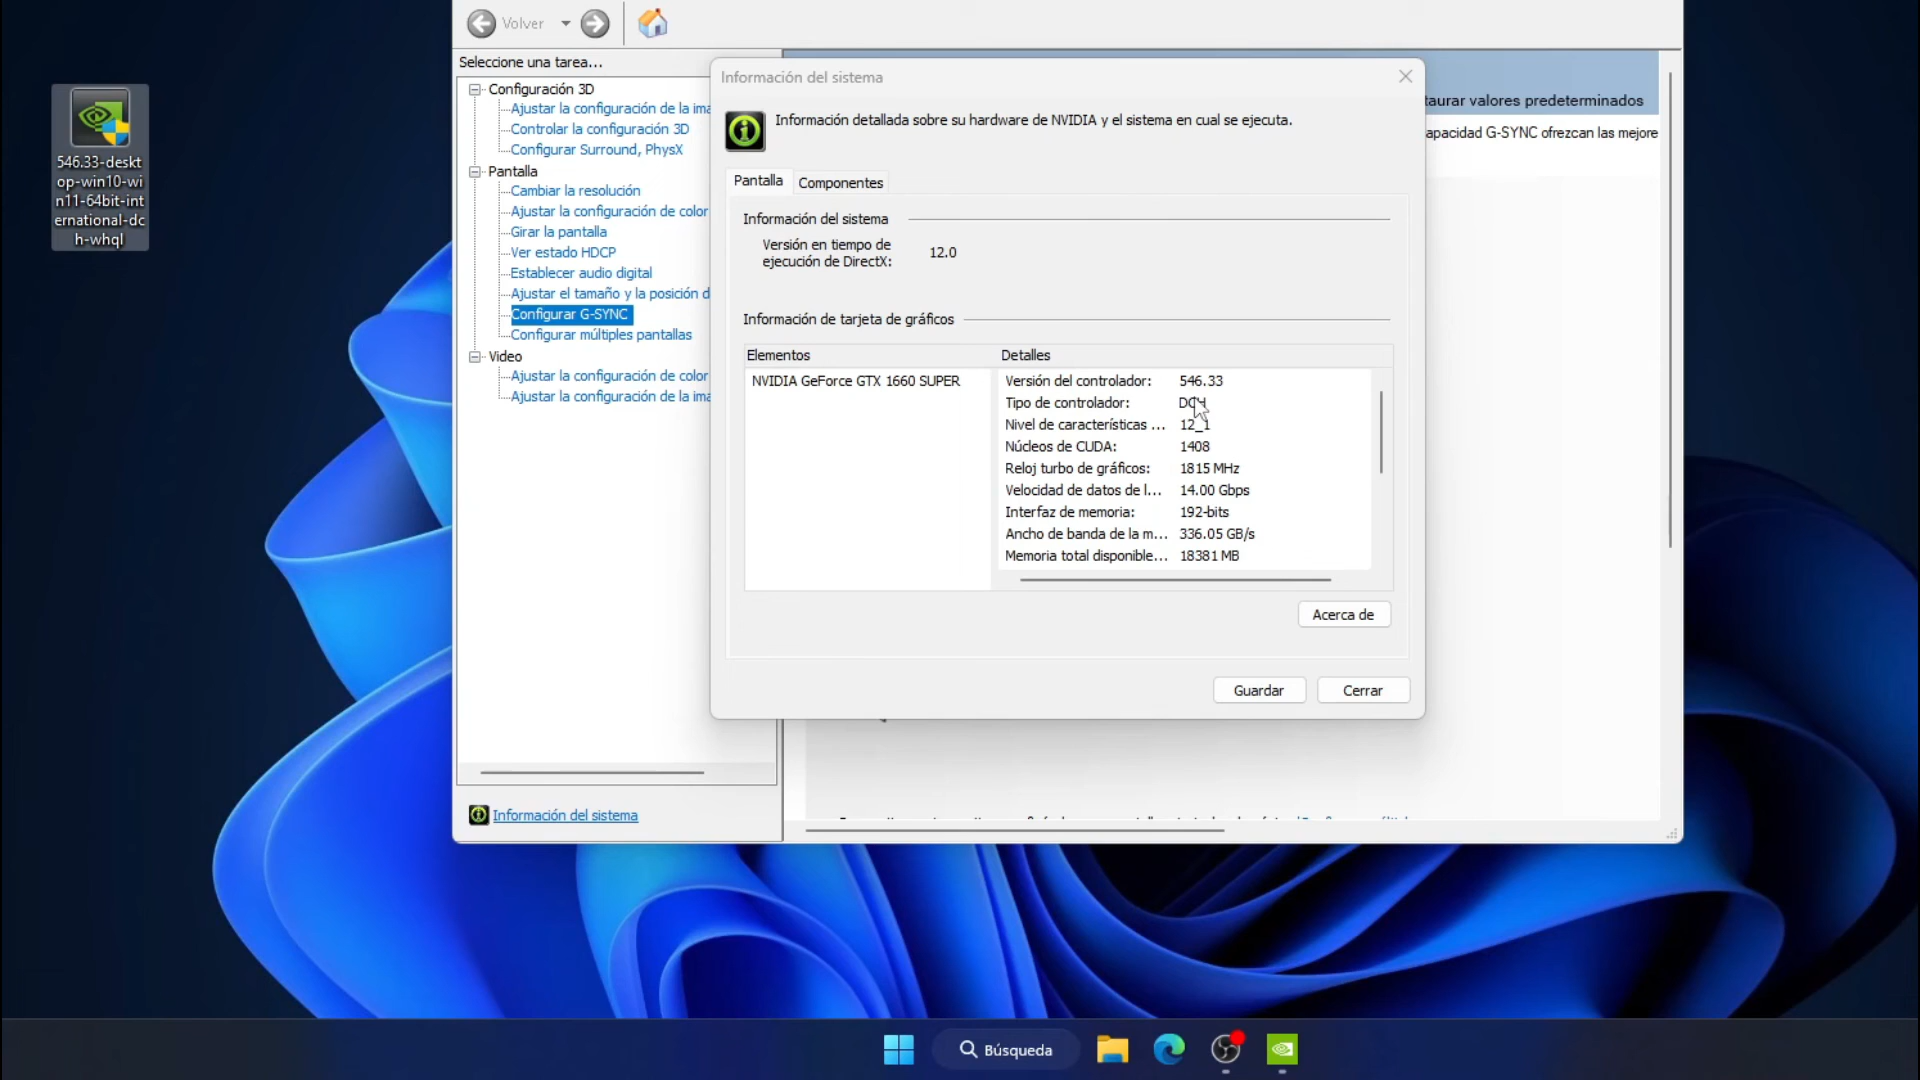 Volver
Seleccione una tarea...
Configuración 3D
Ajustar la configuración de la ima
Controlar la configuración 3D
Configurar Surround, PhysX
Pantalla
Cambiar la resolución
Ajustar la configuración de color
Girar la pantalla
Ver estado HDCP
Establecer audio digital
Ajustar el tamaño y la posición d
Configurar G-SYNC
Configurar múltiples pantallas
Video
Ajustar la configuración de color
Ajustar la configuración de la ima
Información del sistema
546.33-deskt
op-win10-wi
n11-64bit-int
ernational-dc
h-whql
taurar valores predeterminados
apacidad G-SYNC ofrezcan las mejore
Información del sistema
Información detallada sobre su hardware de NVIDIA y el sistema en cual se ejecuta.
Pantalla
Componentes
Información del sistema
Versión en tiempo de
ejecución de DirectX:
12.0
Información de tarjeta de gráficos
Elementos
Detalles
NVIDIA GeForce GTX 1660 SUPER
Versión del controlador: 546.33
Tipo de controlador: DCH
Nivel de características ... 12_1
Núcleos de CUDA: 1408
Reloj turbo de gráficos: 1815 MHz
Velocidad de datos de l... 14.00 Gbps
Interfaz de memoria: 192-bits
Ancho de banda de la m... 336.05 GB/s
Memoria total disponible... 18381 MB
Acerca de
Guardar
Cerrar
Búsqueda